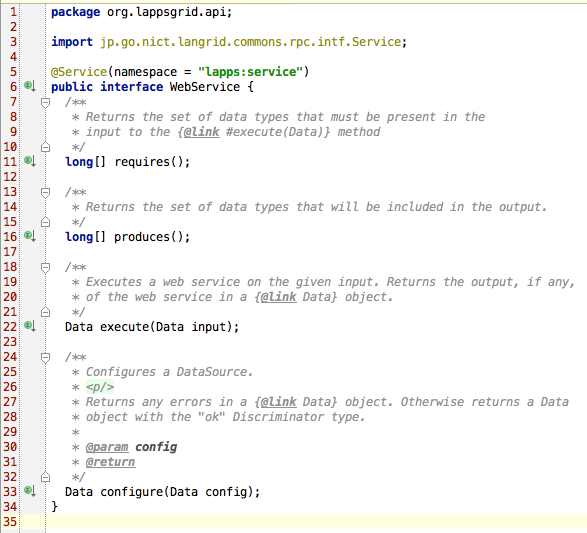 1 package org.lappsgrid.api;
2
3 import jp.go.nict.langrid.commons.rpc.intf.Service;
4
5 @Service(namespace = "lapps:service")
6 public interface WebService {
7 /**
8 * Returns the set of data types that must be present in the
9 * input to the {@link #execute(Data)} method
10 */
11 long[] requires();
12
13 /**
14 * Returns the set of data types that will be included in the output.
15 */
16 long[] produces();
17
18 /**
19 * Executes a web service on the given input. Returns the output, if any,
20 * of the web service in a {@link Data} object.
21 */
22 Data execute(Data input);
23
24 /**
25 * Configures a DataSource.
26 * <p/>
27 * Returns any errors in a {@link Data} object. Otherwise returns a Data
28 * object with the "ok" Discriminator type.
29 *
30 * @param config
31 * @return
32 */
33 Data configure(Data config);
34 }
35